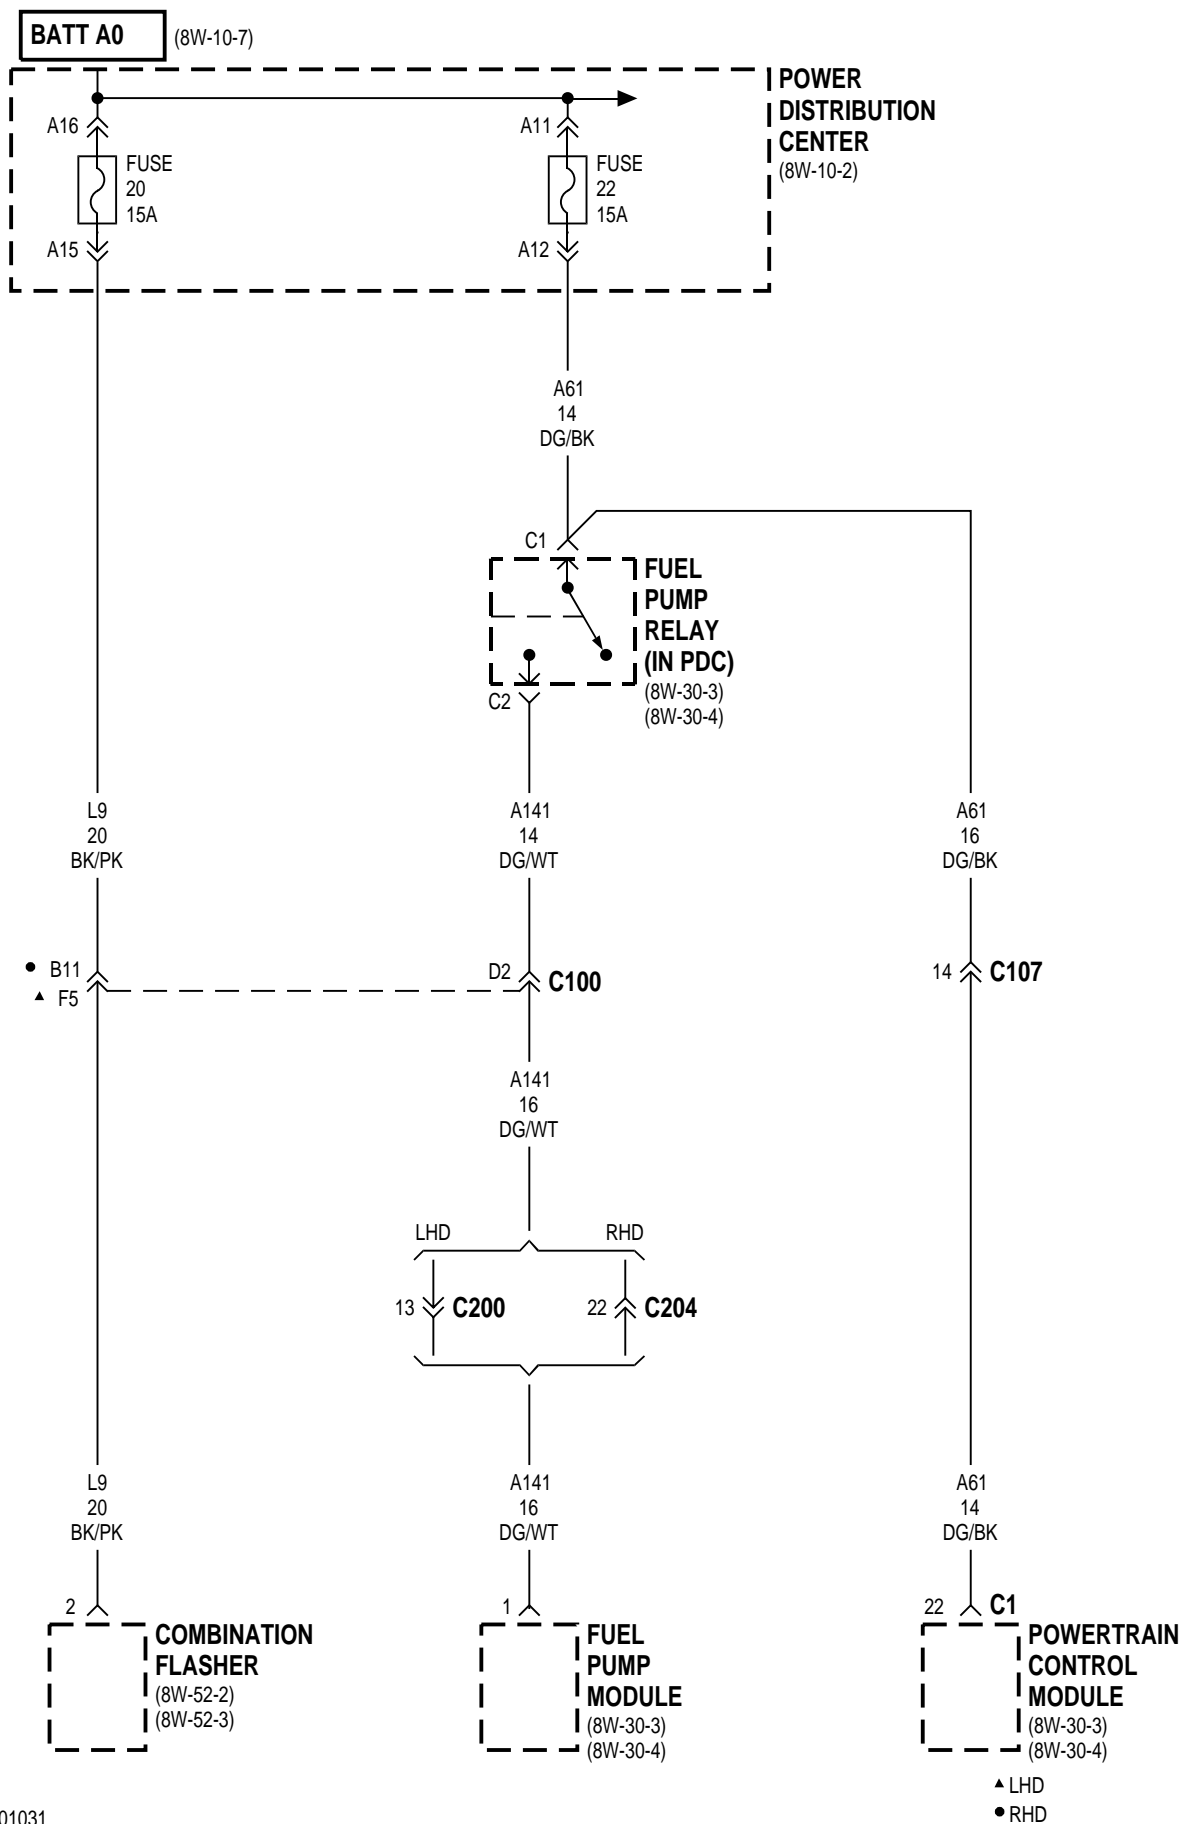 BATT A0
(8W-10-7)
POWER
DISTRIBUTION
CENTER
(8W-10-2)
A16
A11
FUSE
20
15A
FUSE
22
15A
A15
A12
A61
14
DG/BK
C1
FUEL
PUMP
RELAY
(IN PDC)
(8W-30-3)
(8W-30-4)
C2
L9
20
BK/PK
A141
14
DG/WT
A61
16
DG/BK
B11
F5
D2
C100
14
C107
A141
16
DG/WT
LHD
RHD
13
C200
22
C204
L9
20
BK/PK
A141
16
DG/WT
A61
14
DG/BK
2
1
22
C1
COMBINATION
FLASHER
(8W-52-2)
(8W-52-3)
FUEL
PUMP
MODULE
(8W-30-3)
(8W-30-4)
POWERTRAIN
CONTROL
MODULE
(8W-30-3)
(8W-30-4)
LHD
RHD